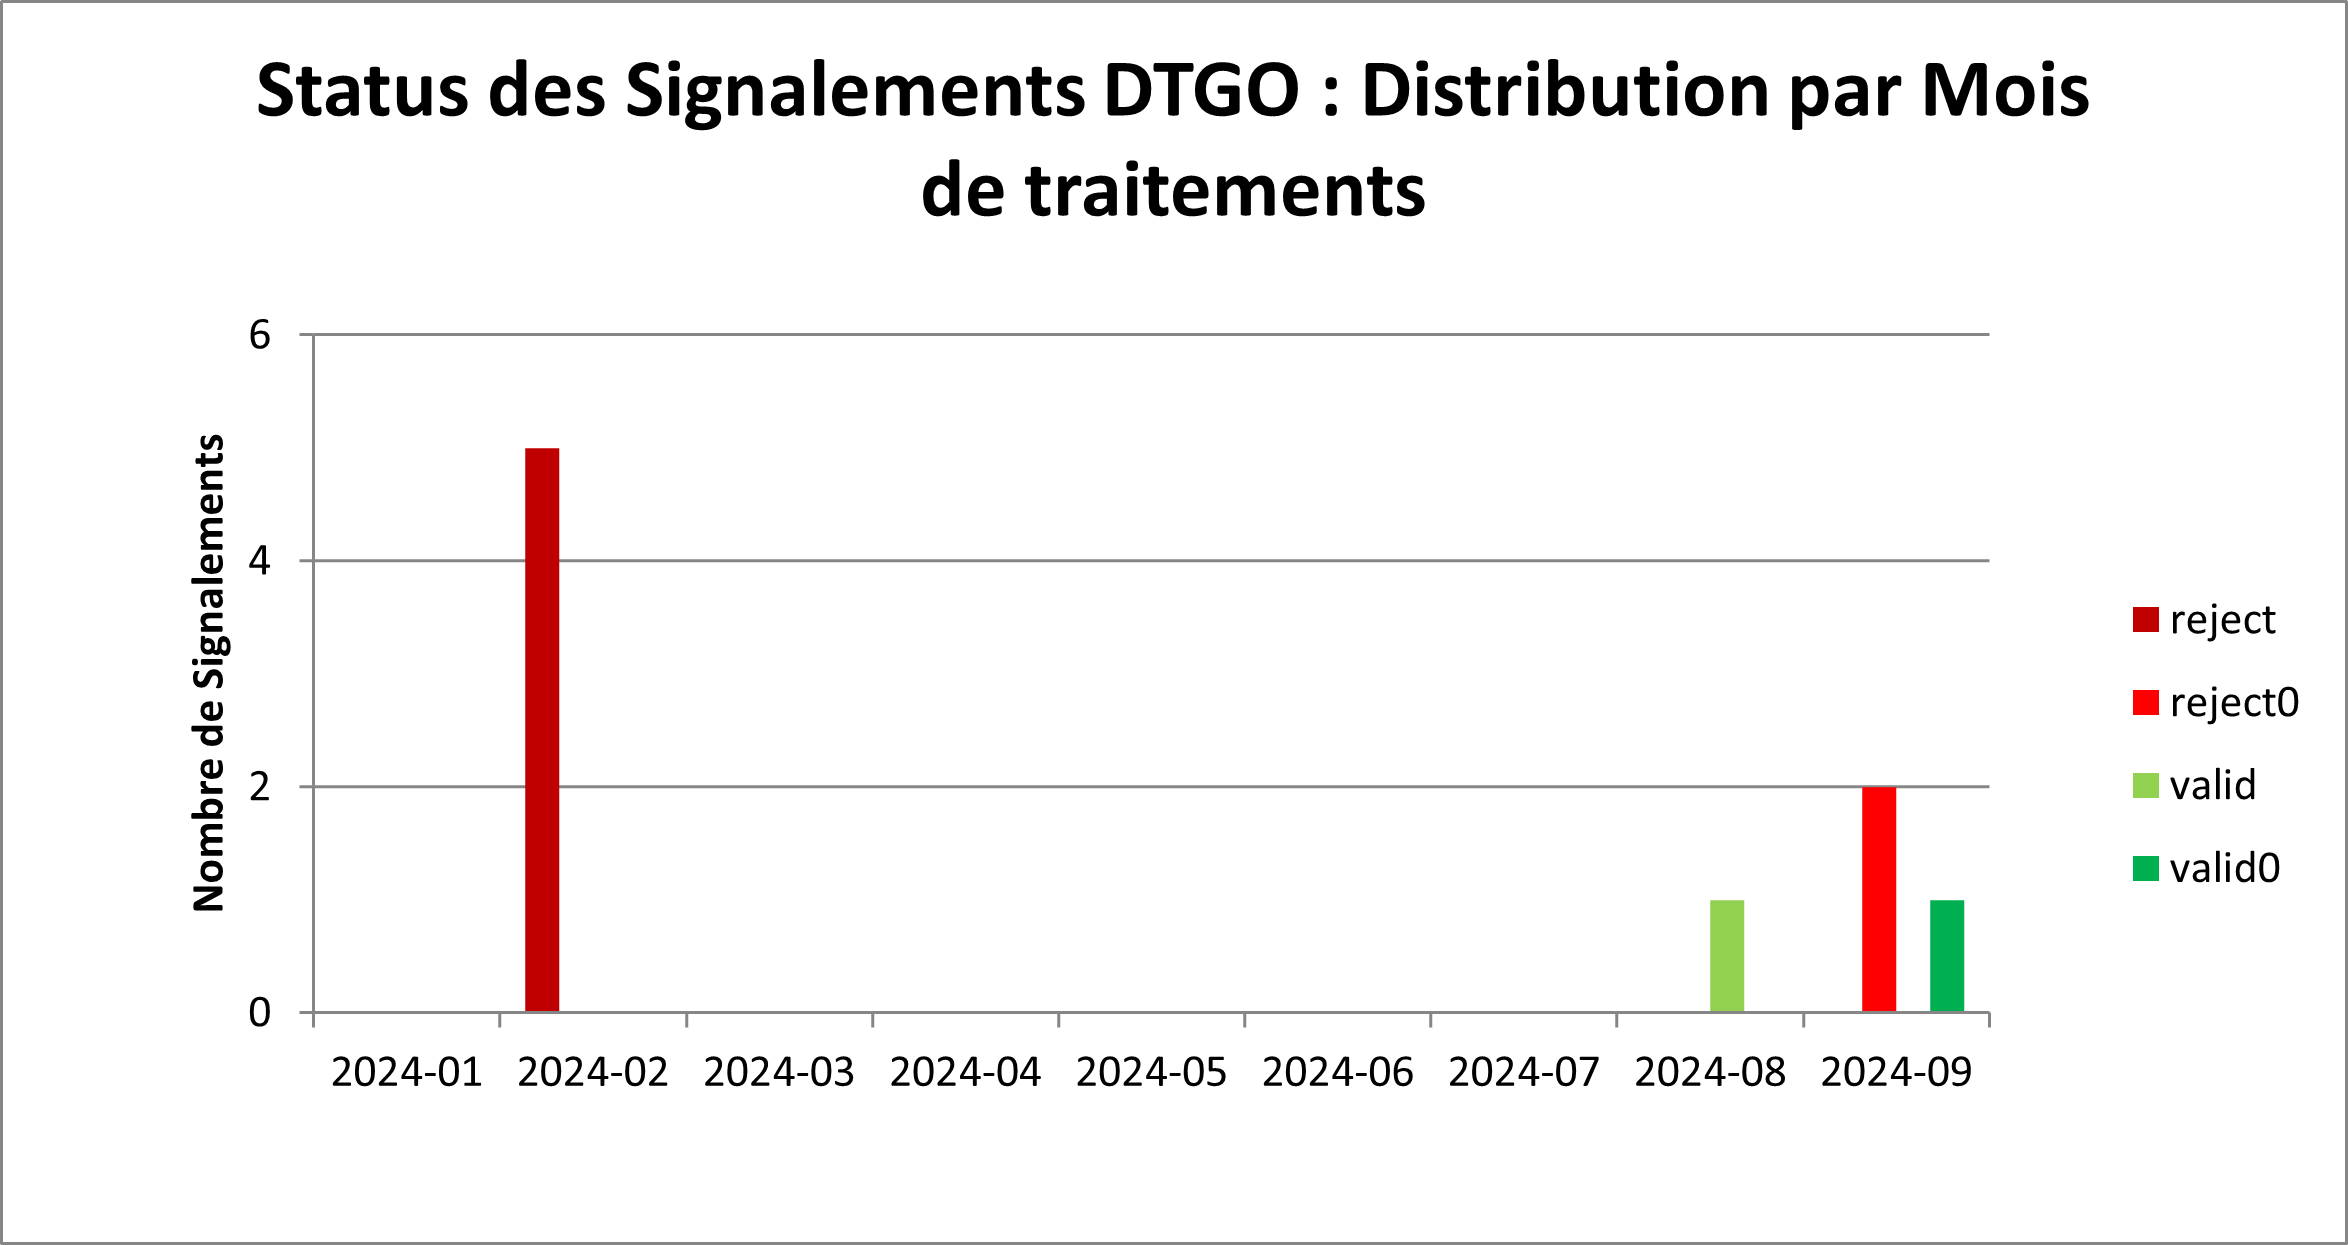 Status des Signalements DTGO : Distribution par Mois
de traitements
Nombre de Signalements
6
4
2
0
2024-01
2024-02
2024-03
2024-04
2024-05
2024-06
2024-07
2024-08
2024-09
reject
reject0
valid
valid0